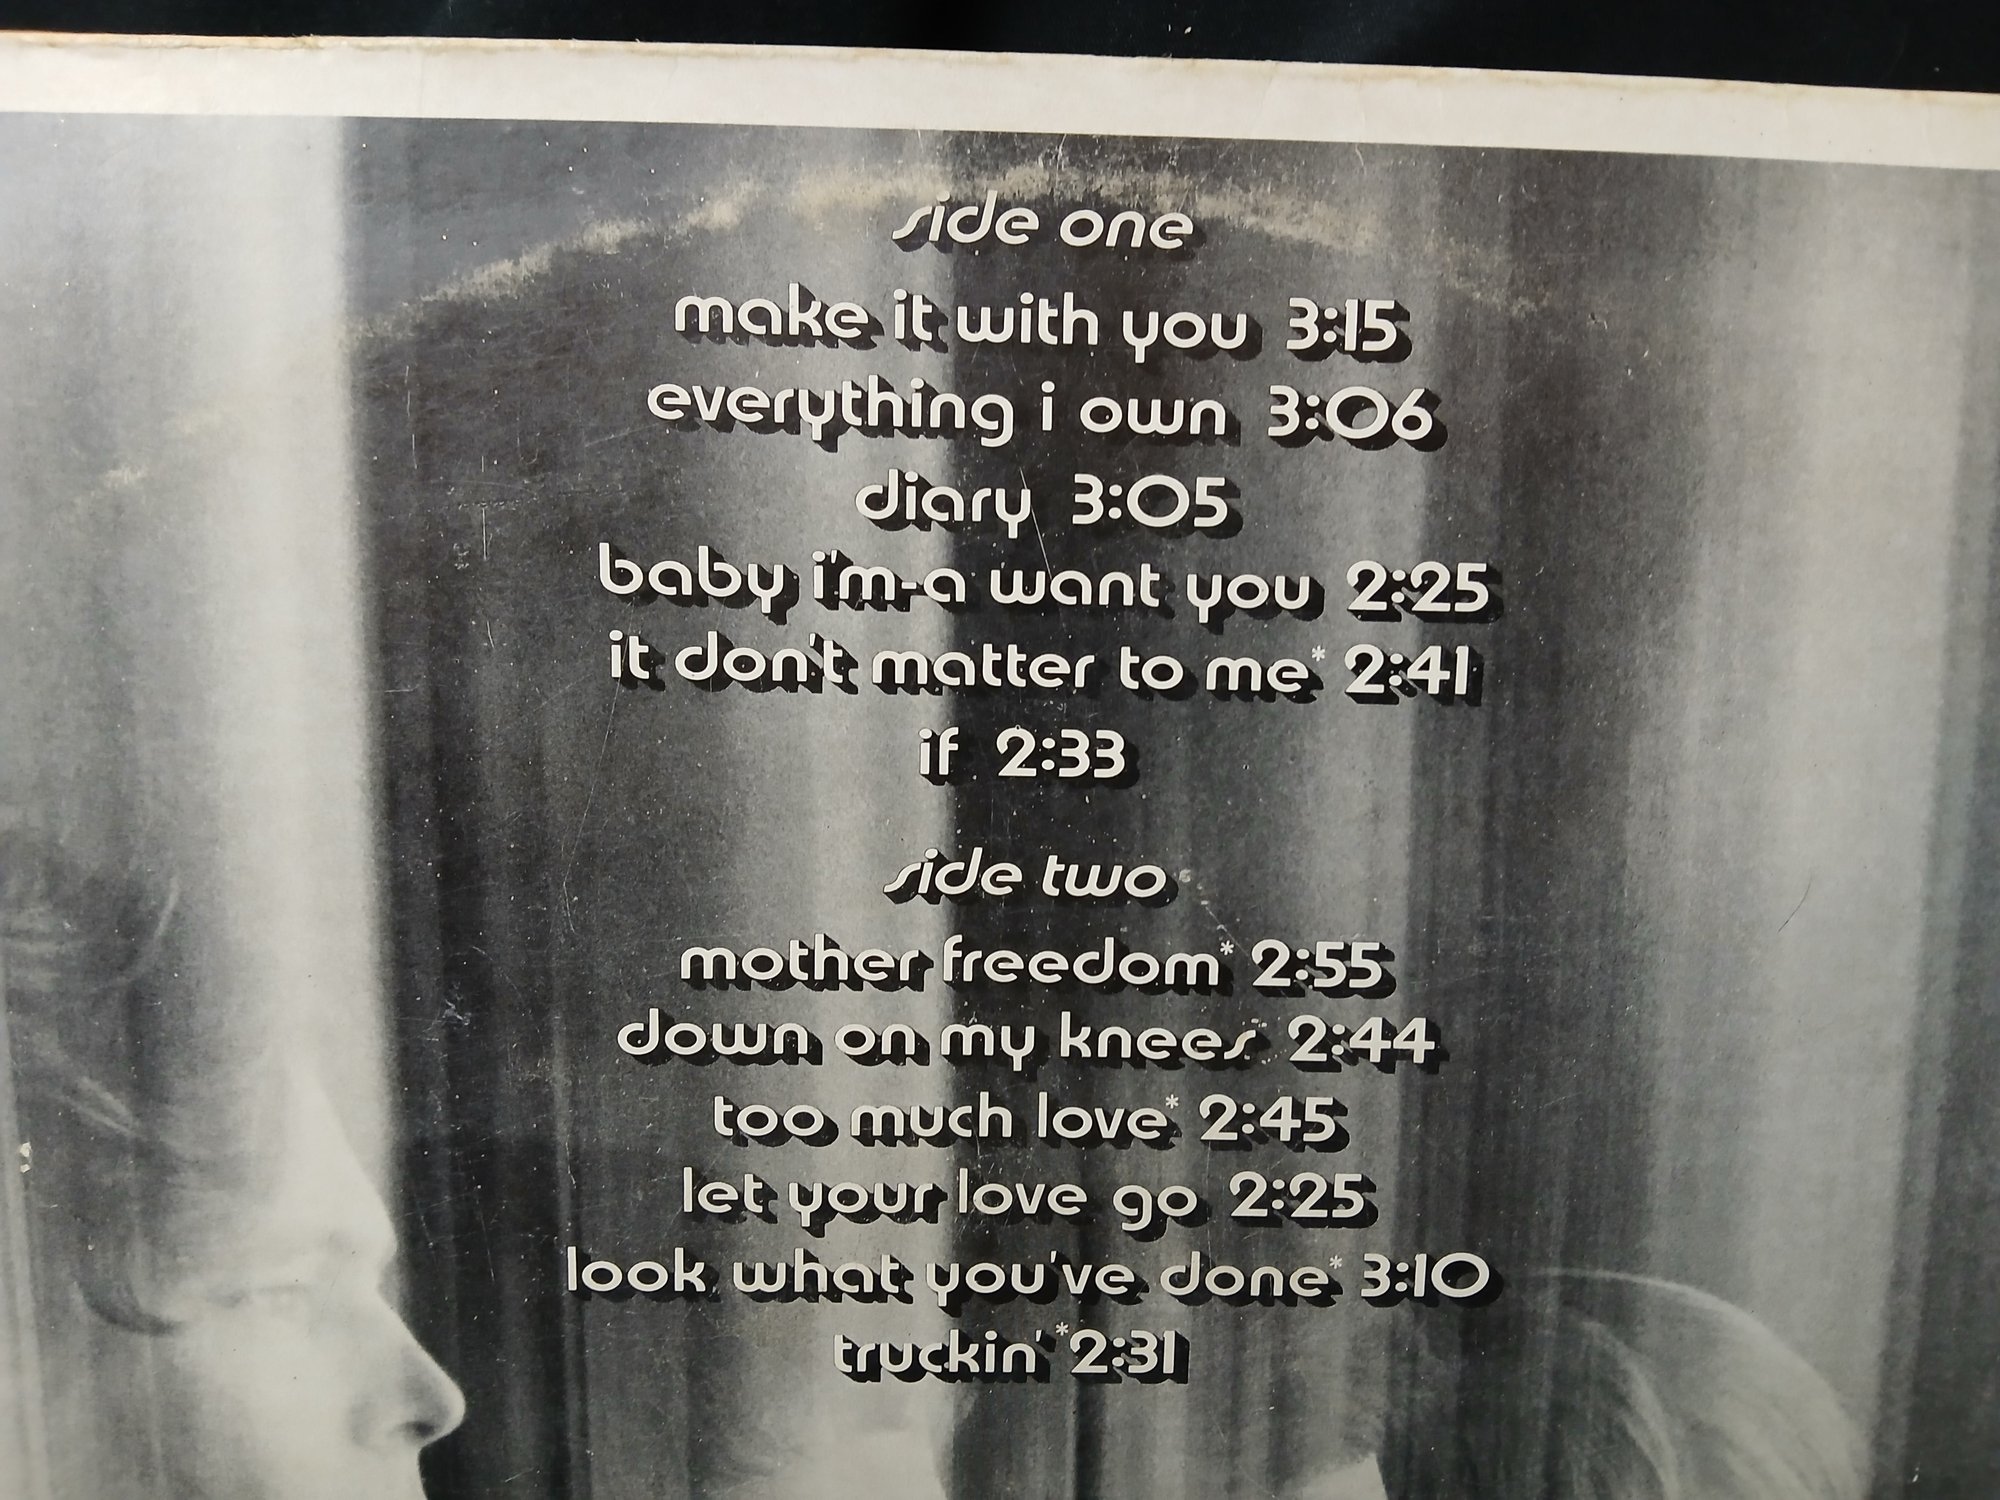 side one
make it with you 3:15
everything i own 3:06
diary 3:05
baby i'm-a want you 2:25
it don't matter to me* 2:41
if 2:33
side two
mother freedom* 2:55
down on my knees 2:44
too much love* 2:45
let your love go 2:25
look what you've done* 3:10
truckin'* 2:31